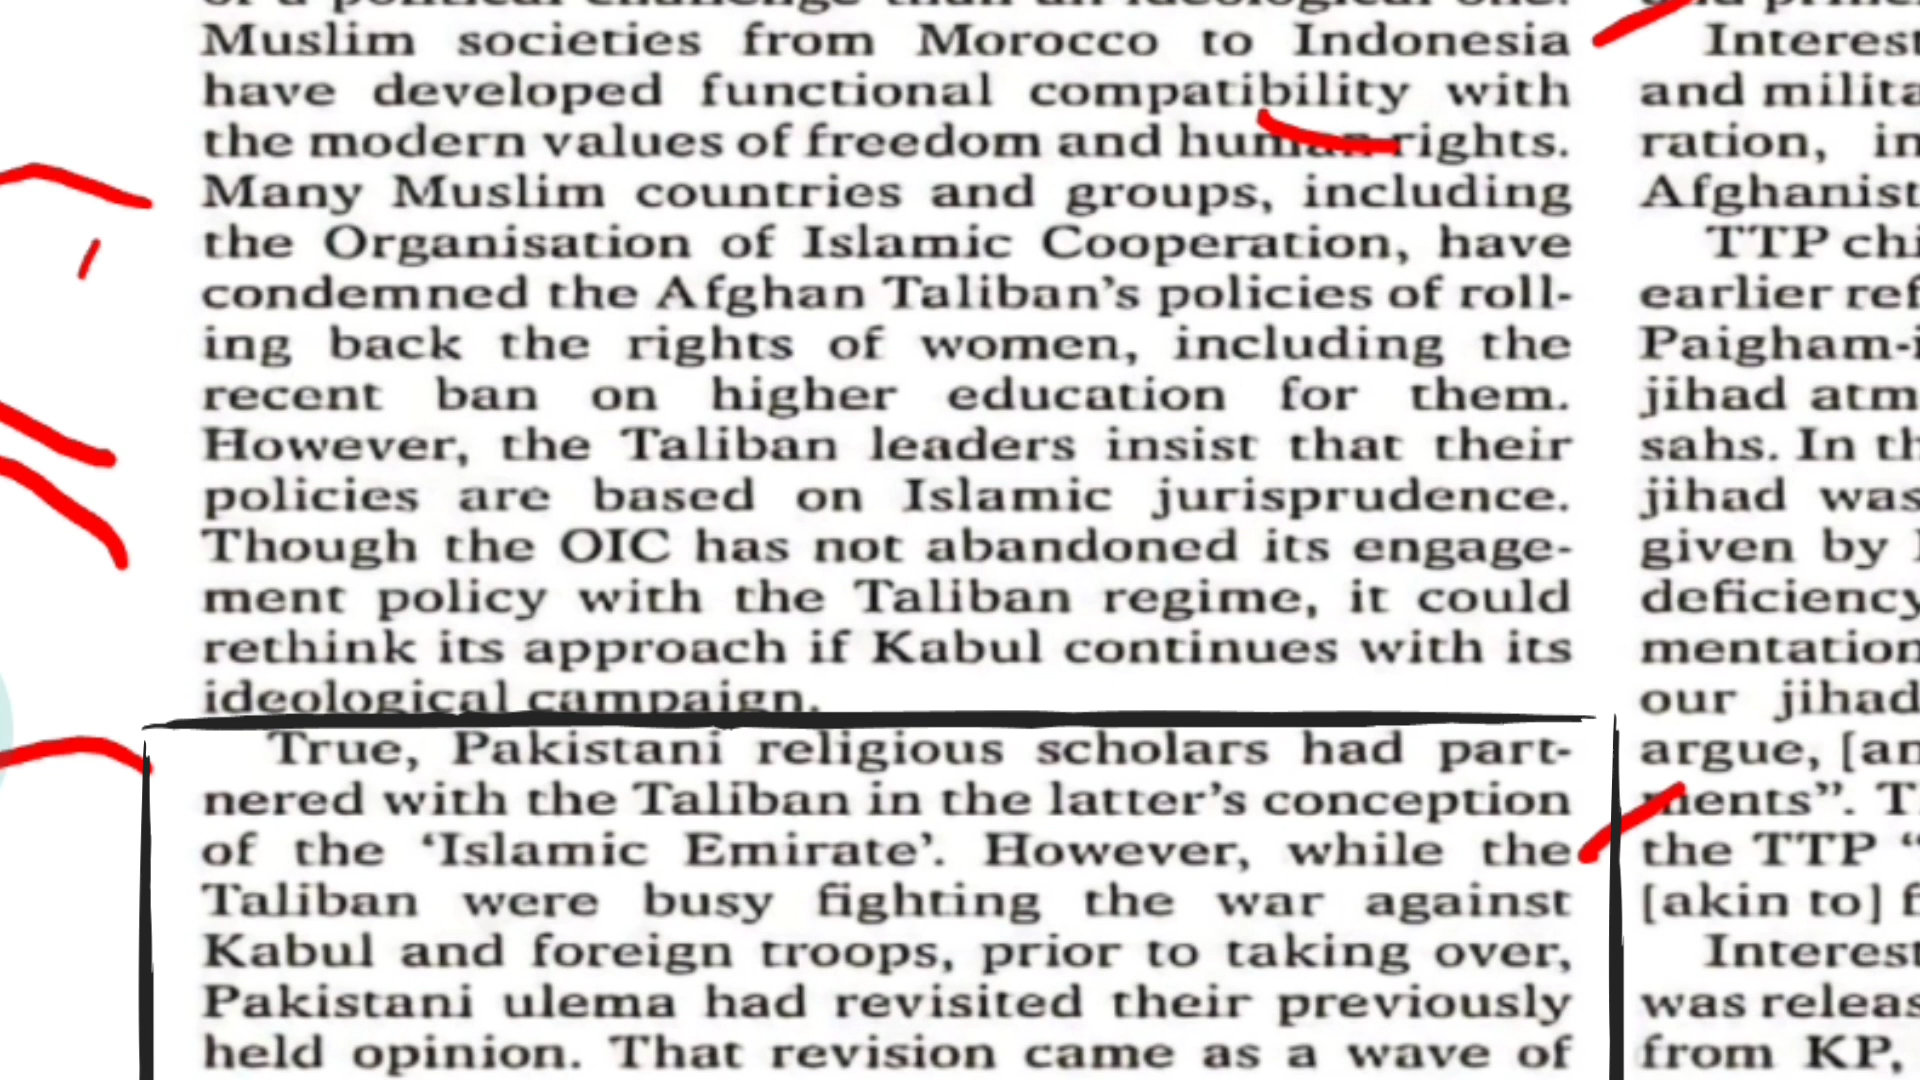 Muslim societies from Morocco to Indonesia
have developed functional compatibility with
the modern values of freedom and human rights.
Many Muslim countries and groups, including
the Organisation of Islamic Cooperation, have
condemned the Afghan Taliban's policies of roll-
ing back the rights of women, including the
recent ban on higher education for them.
However, the Taliban leaders insist that their
policies are based on Islamic jurisprudence.
Though the OIC has not abandoned its engage-
ment policy with the Taliban regime, it could
rethink its approach if Kabul continues with its
ideological campaign.
True, Pakistani religious scholars had part-
nered with the Taliban in the latter's conception
of the ‘Islamic Emirate’. However, while the
Taliban were busy fighting the war against
Kabul and foreign troops, prior to taking over,
Pakistani ulema had revisited their previously
held opinion. That revision came as a wave of
Interest
and milita
ration, in
Afghanist
TTP chi
earlier ref
Paigham-i
jihad atm
sahs. In th
jihad was
given by
deficiency
mentation
our jihad
argue, [an
ments”. T
the TTP “
[akin to] f
Interest
was releas
from KP,